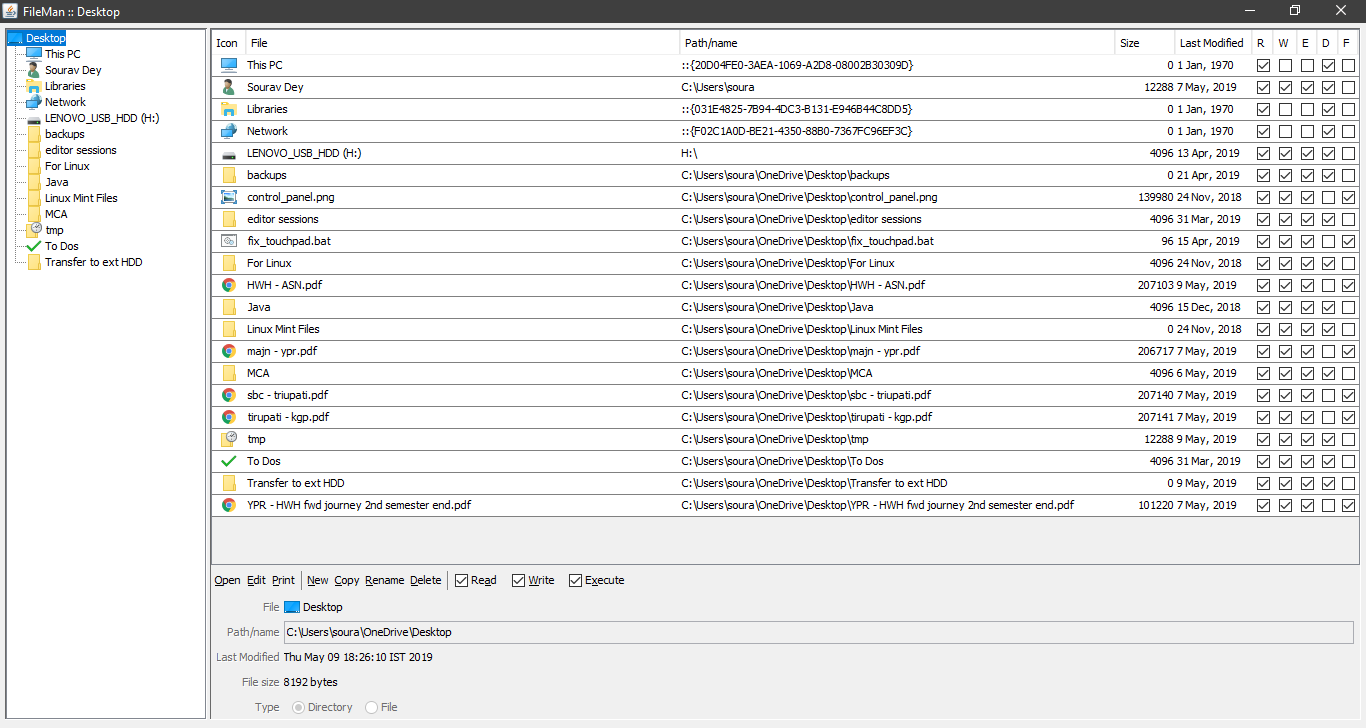 FileMan :: Desktop
Desktop
This PC
Sourav Dey
Libraries
Network
LENOVO_USB_HDD (H:)
backups
editor sessions
For Linux
Java
Linux Mint Files
MCA
tmp
To Dos
Transfer to ext HDD
Icon File Path/name Size Last Modified R W E D F
This PC ::{20D04FE0-3AEA-1069-A2D8-08002B30309D} 0 1 Jan, 1970
Sourav Dey C:\Users\soura 12288 7 May, 2019
Libraries ::{031E4825-7B94-4DC3-B131-E946B44C8DD5} 0 1 Jan, 1970
Network ::{F02C1A0D-BE21-4350-88B0-7367FC96EF3C} 0 1 Jan, 1970
LENOVO_USB_HDD (H:) H:\ 4096 13 Apr, 2019
backups C:\Users\soura\OneDrive\Desktop\backups 0 21 Apr, 2019
control_panel.png C:\Users\soura\OneDrive\Desktop\control_panel.png 139980 24 Nov, 2018
editor sessions C:\Users\soura\OneDrive\Desktop\editor sessions 4096 31 Mar, 2019
fix_touchpad.bat C:\Users\soura\OneDrive\Desktop\fix_touchpad.bat 96 15 Apr, 2019
For Linux C:\Users\soura\OneDrive\Desktop\For Linux 4096 24 Nov, 2018
HWH - ASN.pdf C:\Users\soura\OneDrive\Desktop\HWH - ASN.pdf 207103 9 May, 2019
Java C:\Users\soura\OneDrive\Desktop\Java 4096 15 Dec, 2018
Linux Mint Files C:\Users\soura\OneDrive\Desktop\Linux Mint Files 0 24 Nov, 2018
majn - ypr.pdf C:\Users\soura\OneDrive\Desktop\majn - ypr.pdf 206717 7 May, 2019
MCA C:\Users\soura\OneDrive\Desktop\MCA 4096 6 May, 2019
sbc - triupati.pdf C:\Users\soura\OneDrive\Desktop\sbc - triupati.pdf 207140 7 May, 2019
tirupati - kgp.pdf C:\Users\soura\OneDrive\Desktop\tirupati - kgp.pdf 207141 7 May, 2019
tmp C:\Users\soura\OneDrive\Desktop\tmp 12288 9 May, 2019
To Dos C:\Users\soura\OneDrive\Desktop\To Dos 4096 31 Mar, 2019
Transfer to ext HDD C:\Users\soura\OneDrive\Desktop\Transfer to ext HDD 0 9 May, 2019
YPR - HWH fwd journey 2nd semester end.pdf C:\Users\soura\OneDrive\Desktop\YPR - HWH fwd journey 2nd semester end.pdf 101220 7 May, 2019
Open Edit Print New Copy Rename Delete Read Write Execute
File Desktop
Path/name C:\Users\soura\OneDrive\Desktop
Last Modified Thu May 09 18:26:10 IST 2019
File size 8192 bytes
Type Directory File